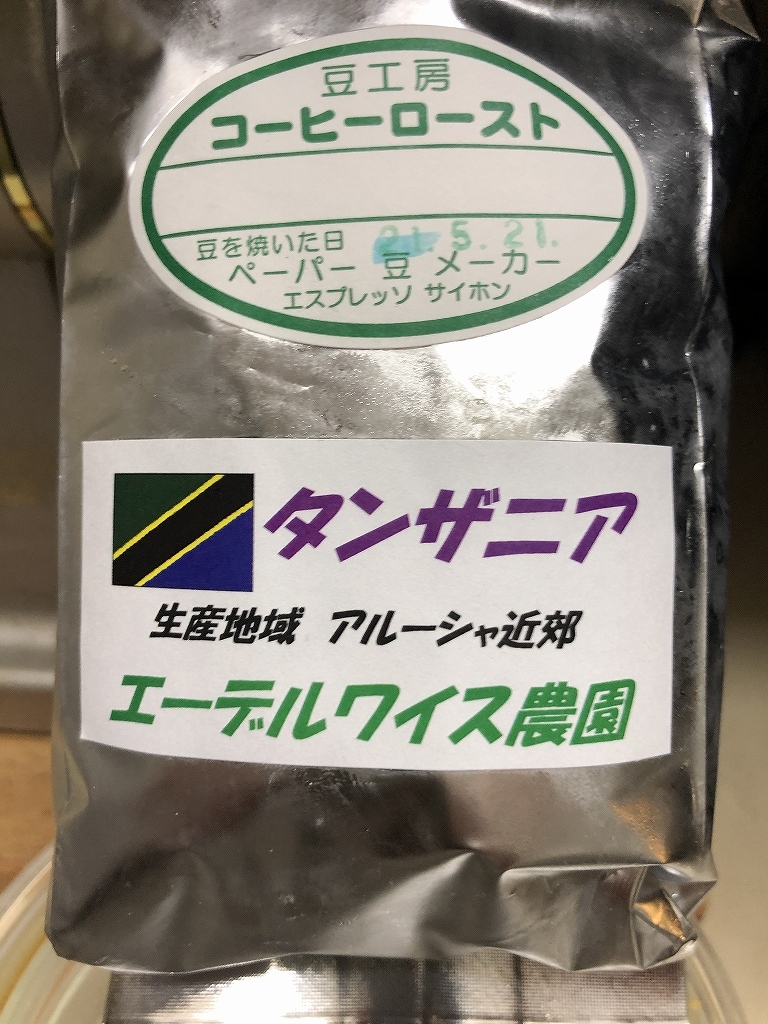 豆工房
コーヒーロースト
豆を焼いた日 21. 5. 21.
ペーパー 豆 メーカー
エスプレッソ サイホン
タンザニア
生産地域 アルーシャ近郊
エーデルワイス農園